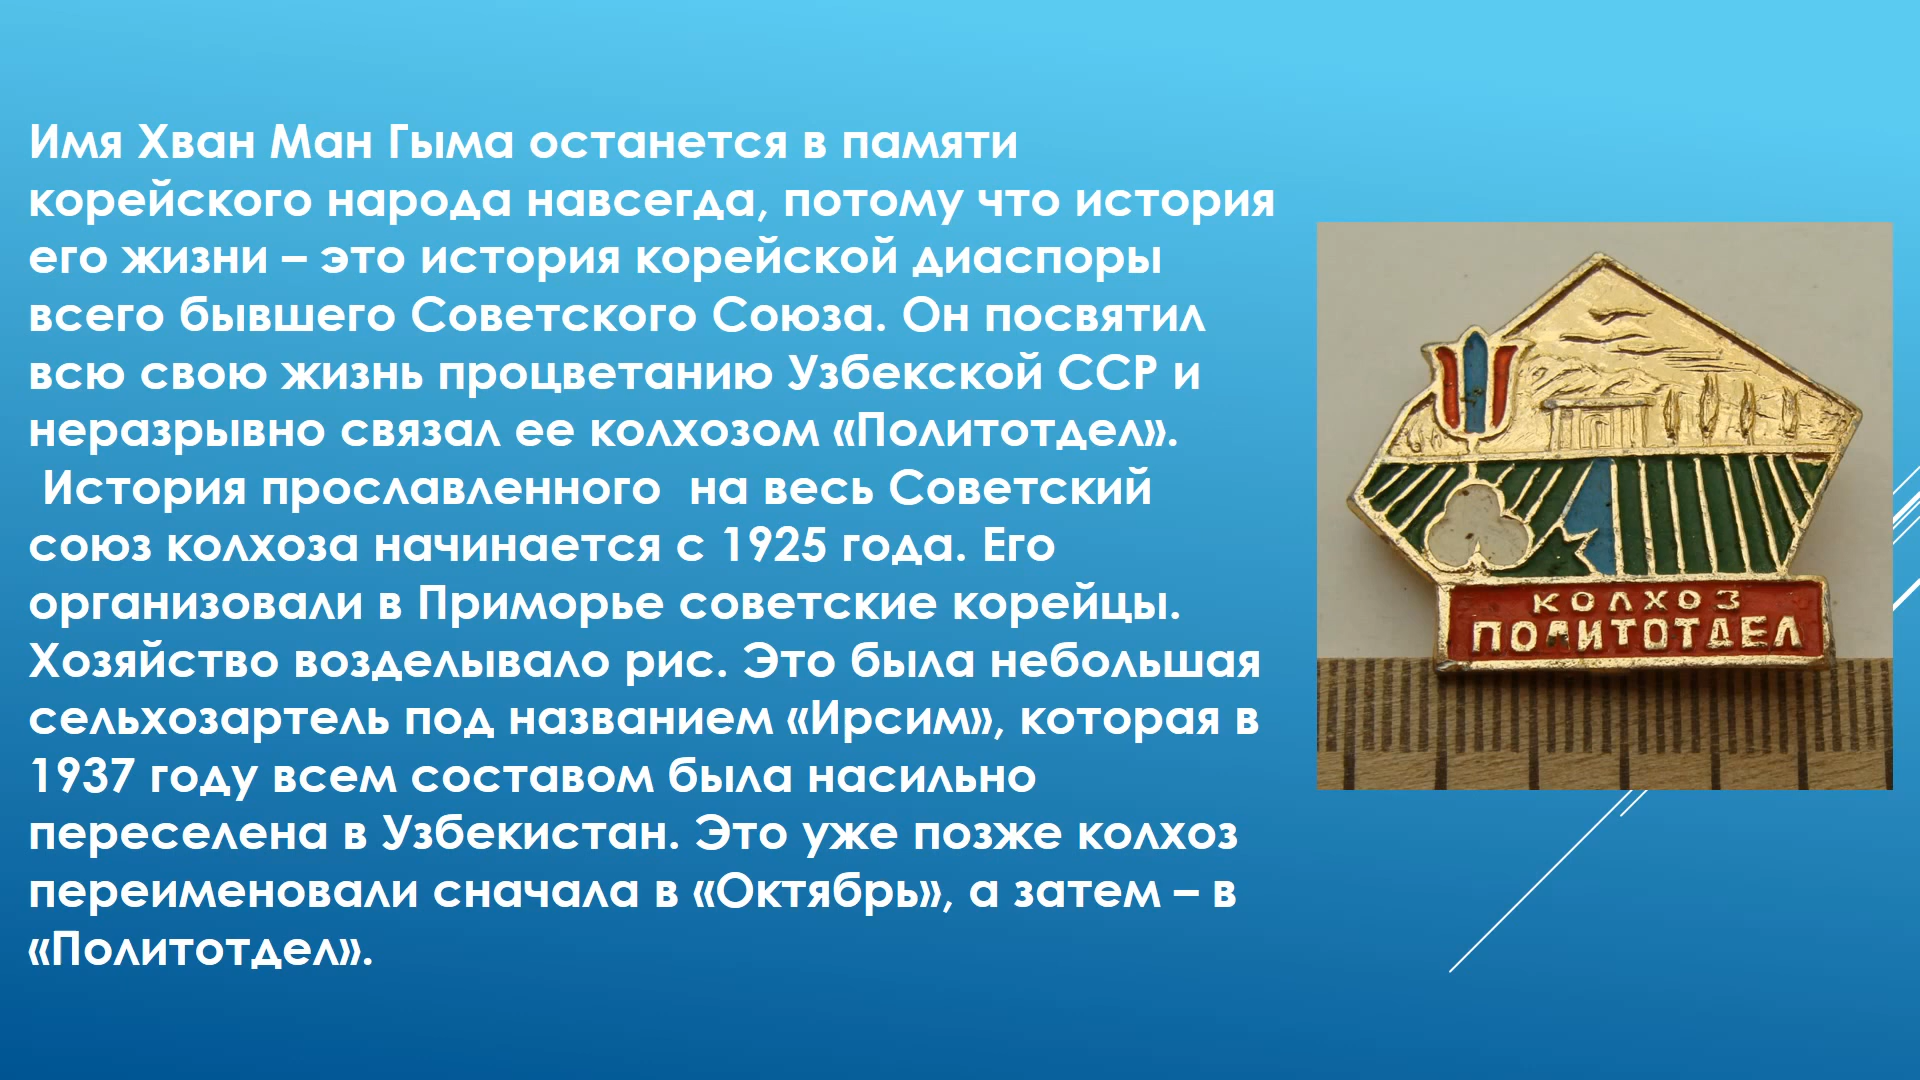 Имя Хван Ман Гыма останется в памяти
корейского народа навсегда, потому что история
его жизни – это история корейской диаспоры
всего бывшего Советского Союза. Он посвятил
всю свою жизнь процветанию Узбекской ССР и
неразрывно связал ее колхозом «Политотдел».
История прославленного  на весь Советский
союз колхоза начинается с 1925 года. Его
организовали в Приморье советские корейцы.
Хозяйство возделывало рис. Это была небольшая
сельхозартель под названием «Ирсим», которая в
1937 году всем составом была насильно
переселена в Узбекистан. Это уже позже колхоз
переименовали сначала в «Октябрь», а затем – в
«Политотдел».
КОЛХОЗ
ПОЛИТОТДЕЛ